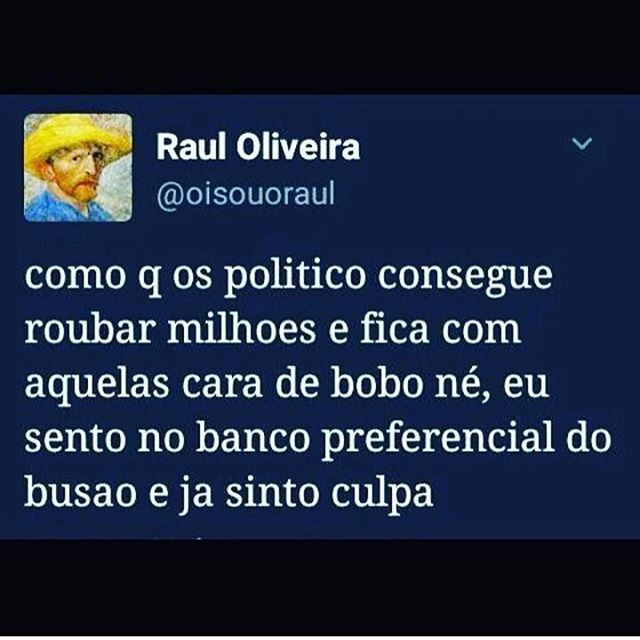 Raul Oliveira
@oisouoraul
como q os politico consegue
roubar milhoes e fica com
aquelas cara de bobo né, eu
sento no banco preferencial do
busao e ja sinto culpa